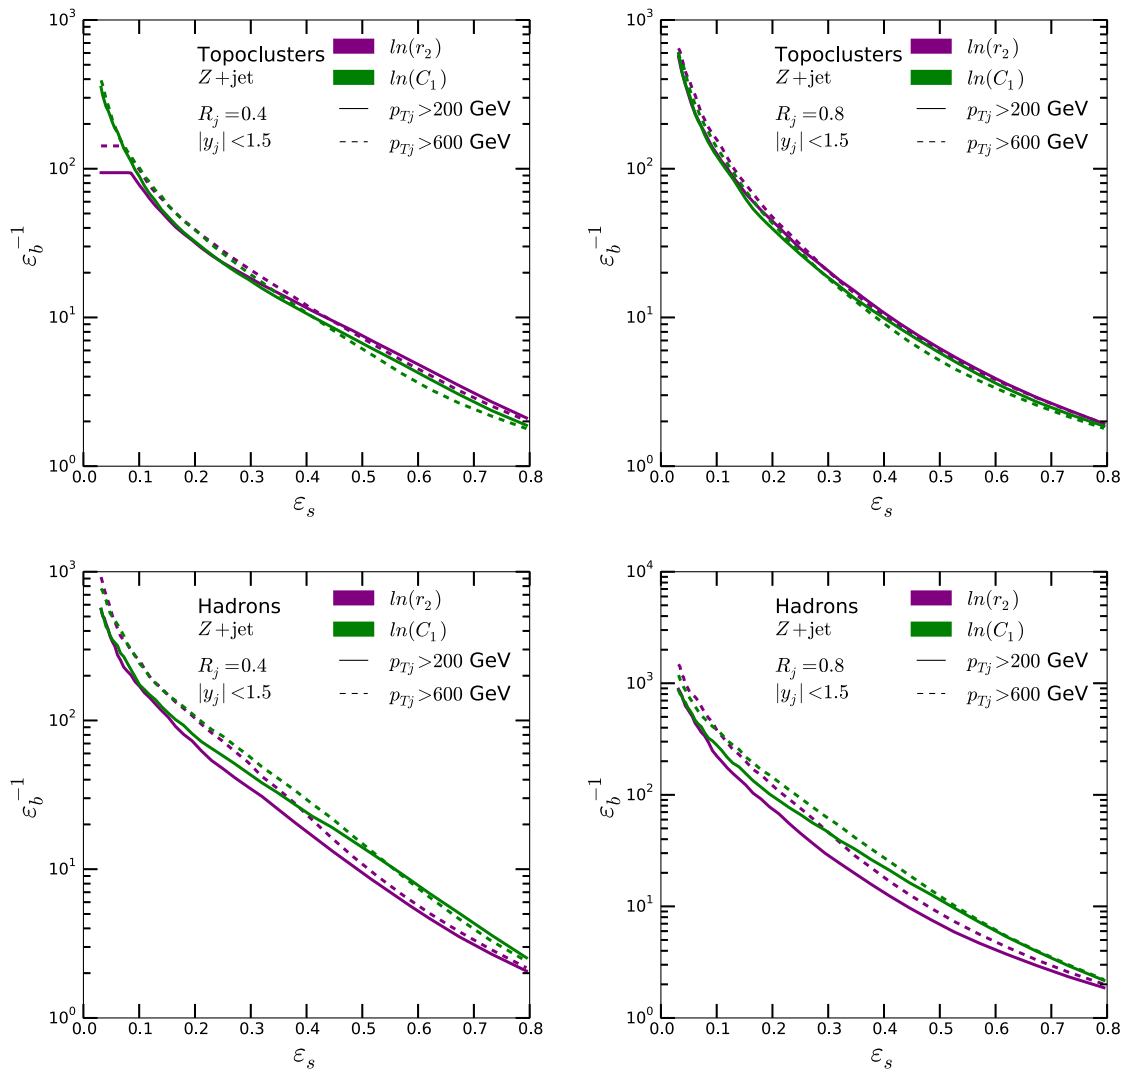 10³
10²
10¹
10⁰
ε_b⁻¹
Topoclusters
Z+jet
R_j=0.4
|y_j|<1.5
ln(r₂)
ln(C₁)
p_Tj>200 GeV
p_Tj>600 GeV
0.0 0.1 0.2 0.3 0.4 0.5 0.6 0.7 0.8
ε_s
10³
10²
10¹
10⁰
ε_b⁻¹
Topoclusters
Z+jet
R_j=0.8
|y_j|<1.5
ln(r₂)
ln(C₁)
p_Tj>200 GeV
p_Tj>600 GeV
0.0 0.1 0.2 0.3 0.4 0.5 0.6 0.7 0.8
ε_s
10³
10²
10¹
10⁰
ε_b⁻¹
Hadrons
Z+jet
R_j=0.4
|y_j|<1.5
ln(r₂)
ln(C₁)
p_Tj>200 GeV
p_Tj>600 GeV
0.0 0.1 0.2 0.3 0.4 0.5 0.6 0.7 0.8
ε_s
10⁴
10³
10²
10¹
10⁰
ε_b⁻¹
Hadrons
Z+jet
R_j=0.8
|y_j|<1.5
ln(r₂)
ln(C₁)
p_Tj>200 GeV
p_Tj>600 GeV
0.0 0.1 0.2 0.3 0.4 0.5 0.6 0.7 0.8
ε_s